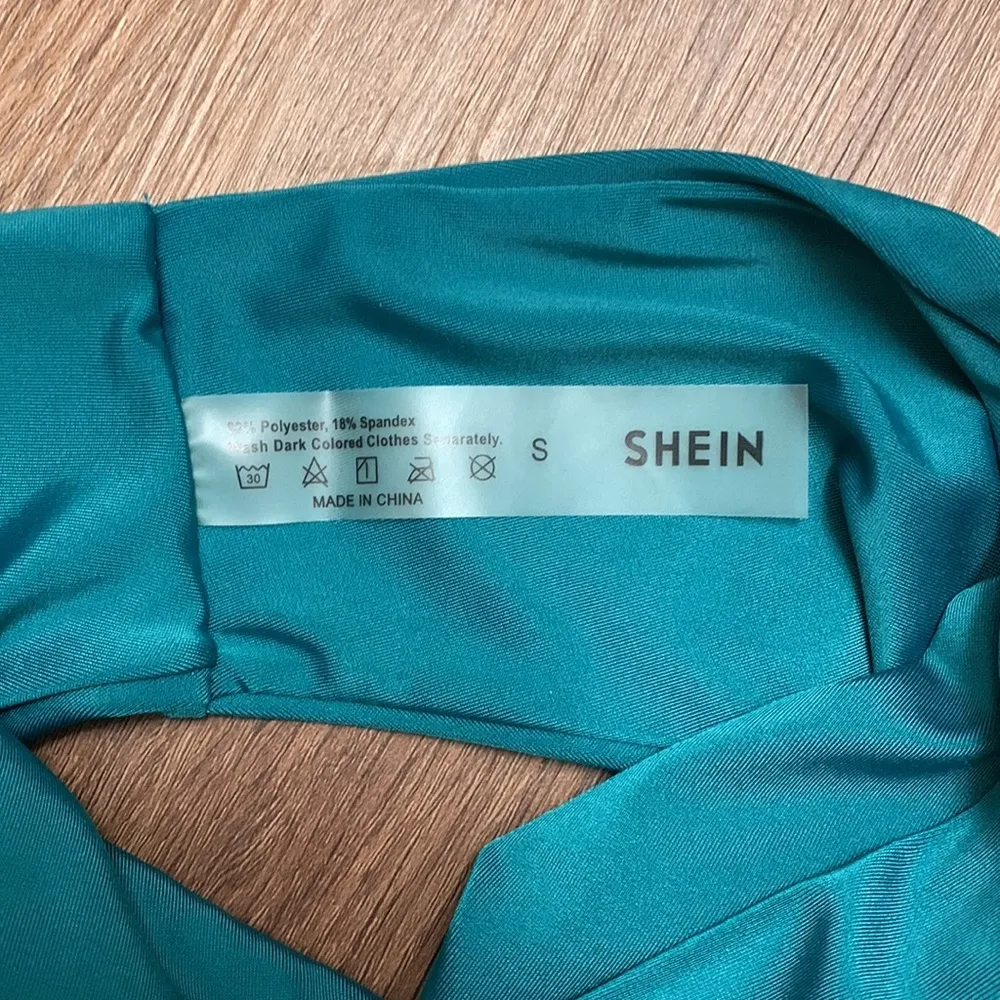 82% Polyester, 18% Spandex
Wash Dark Colored Clothes Separately.
30
MADE IN CHINA
S
SHEIN